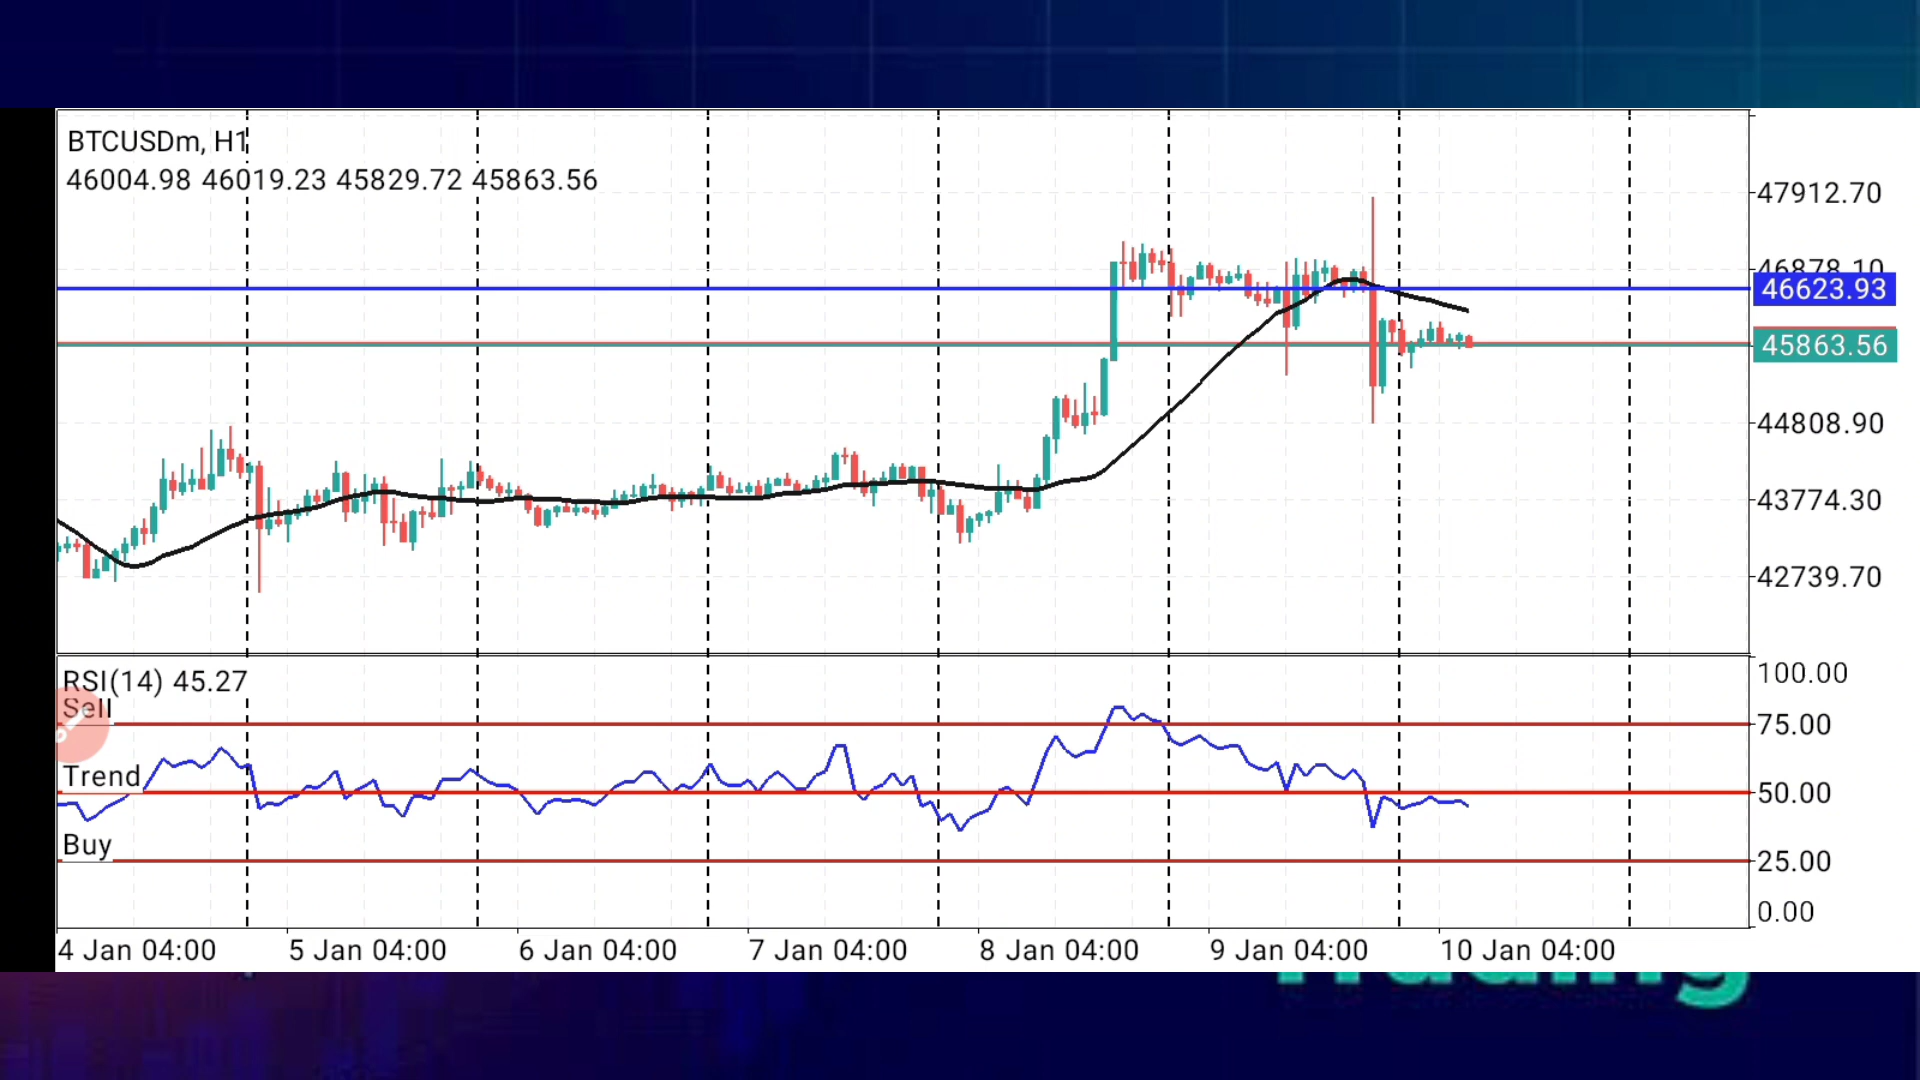 BTCUSDm, H1
46004.98 46019.23 45829.72 45863.56
47912.70
46878.10
46623.93
45863.56
44808.90
43774.30
42739.70
RSI(14) 45.27
100.00
Sell
75.00
Trend
50.00
Buy
25.00
0.00
4 Jan 04:00 5 Jan 04:00 6 Jan 04:00 7 Jan 04:00 8 Jan 04:00 9 Jan 04:00 10 Jan 04:00